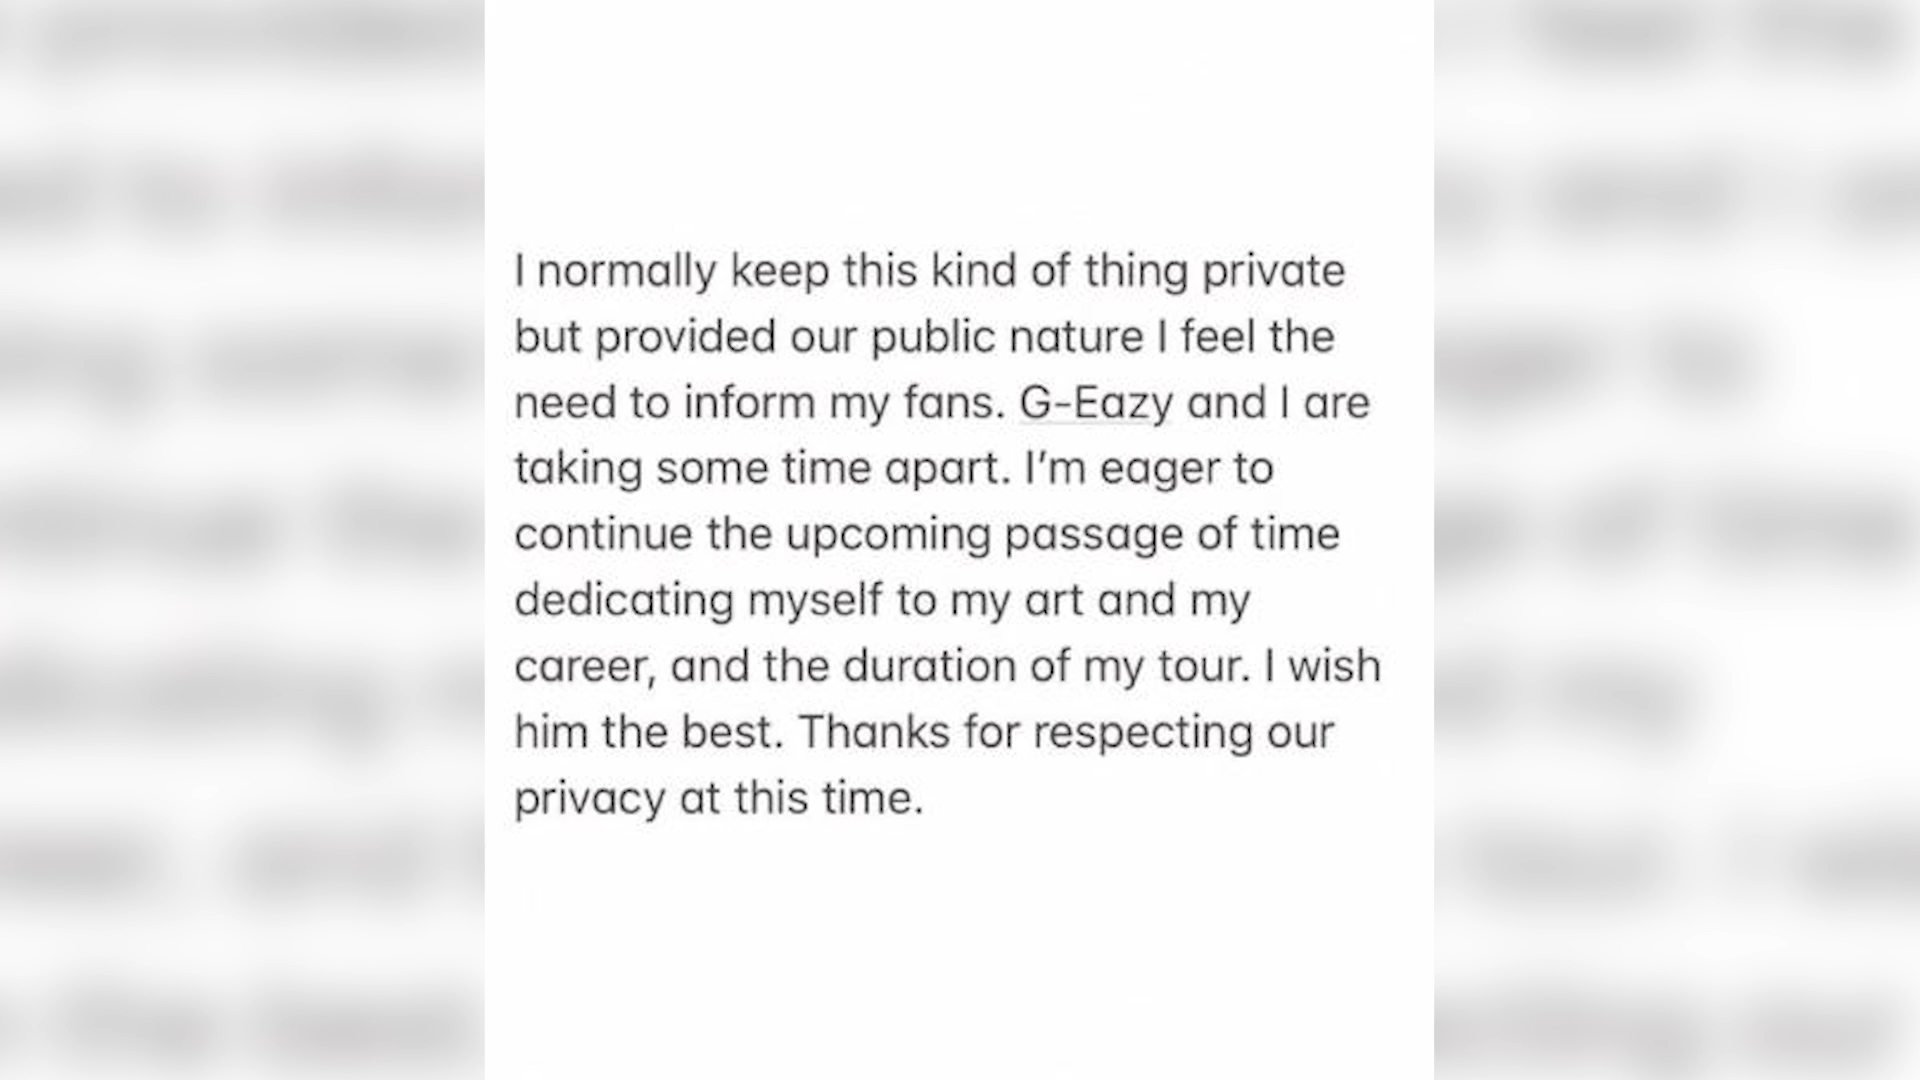 I normally keep this kind of thing private
but provided our public nature I feel the
need to inform my fans. G-Eazy and I are
taking some time apart. I'm eager to
continue the upcoming passage of time
dedicating myself to my art and my
career, and the duration of my tour. I wish
him the best. Thanks for respecting our
privacy at this time.